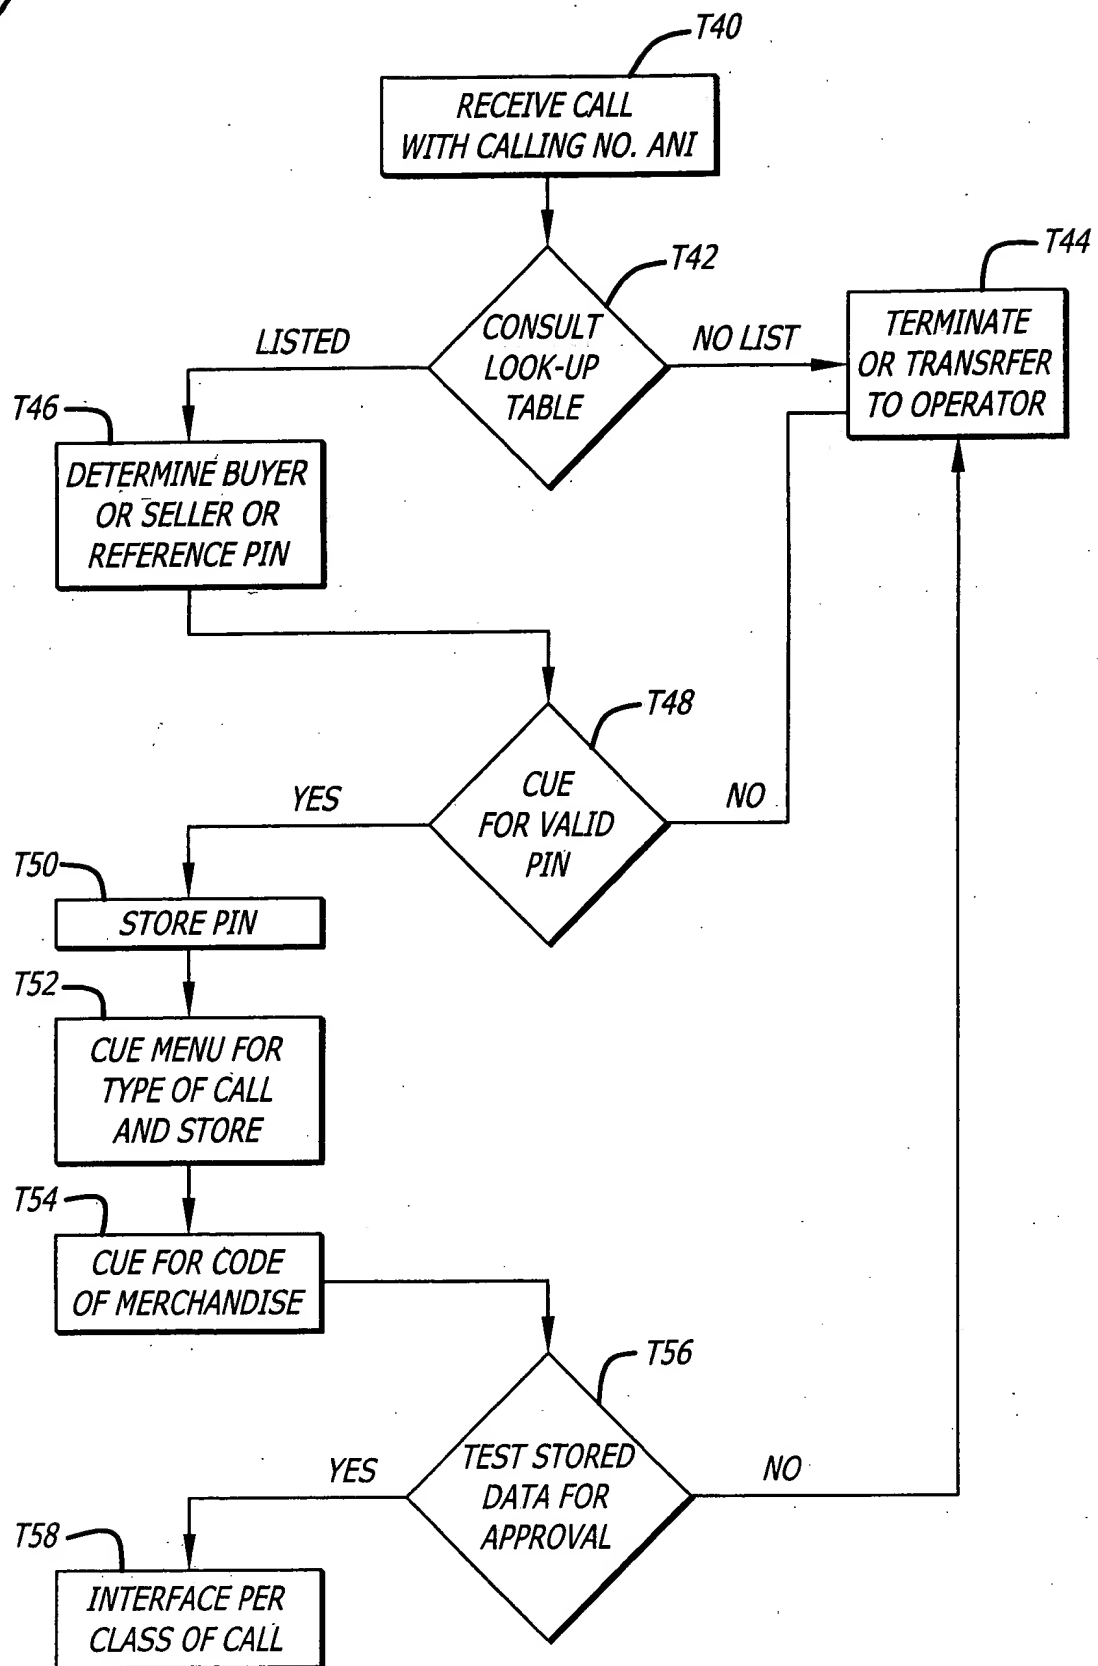 T40
RECEIVE CALL
WITH CALLING NO. ANI
T42
CONSULT
LOOK-UP
TABLE
LISTED
NO LIST
T44
TERMINATE
OR TRANSRFER
TO OPERATOR
T46
DETERMINE BUYER
OR SELLER OR
REFERENCE PIN
T48
CUE
FOR VALID
PIN
YES
NO
T50
STORE PIN
T52
CUE MENU FOR
TYPE OF CALL
AND STORE
T54
CUE FOR CODE
OF MERCHANDISE
T56
TEST STORED
DATA FOR
APPROVAL
YES
NO
T58
INTERFACE PER
CLASS OF CALL